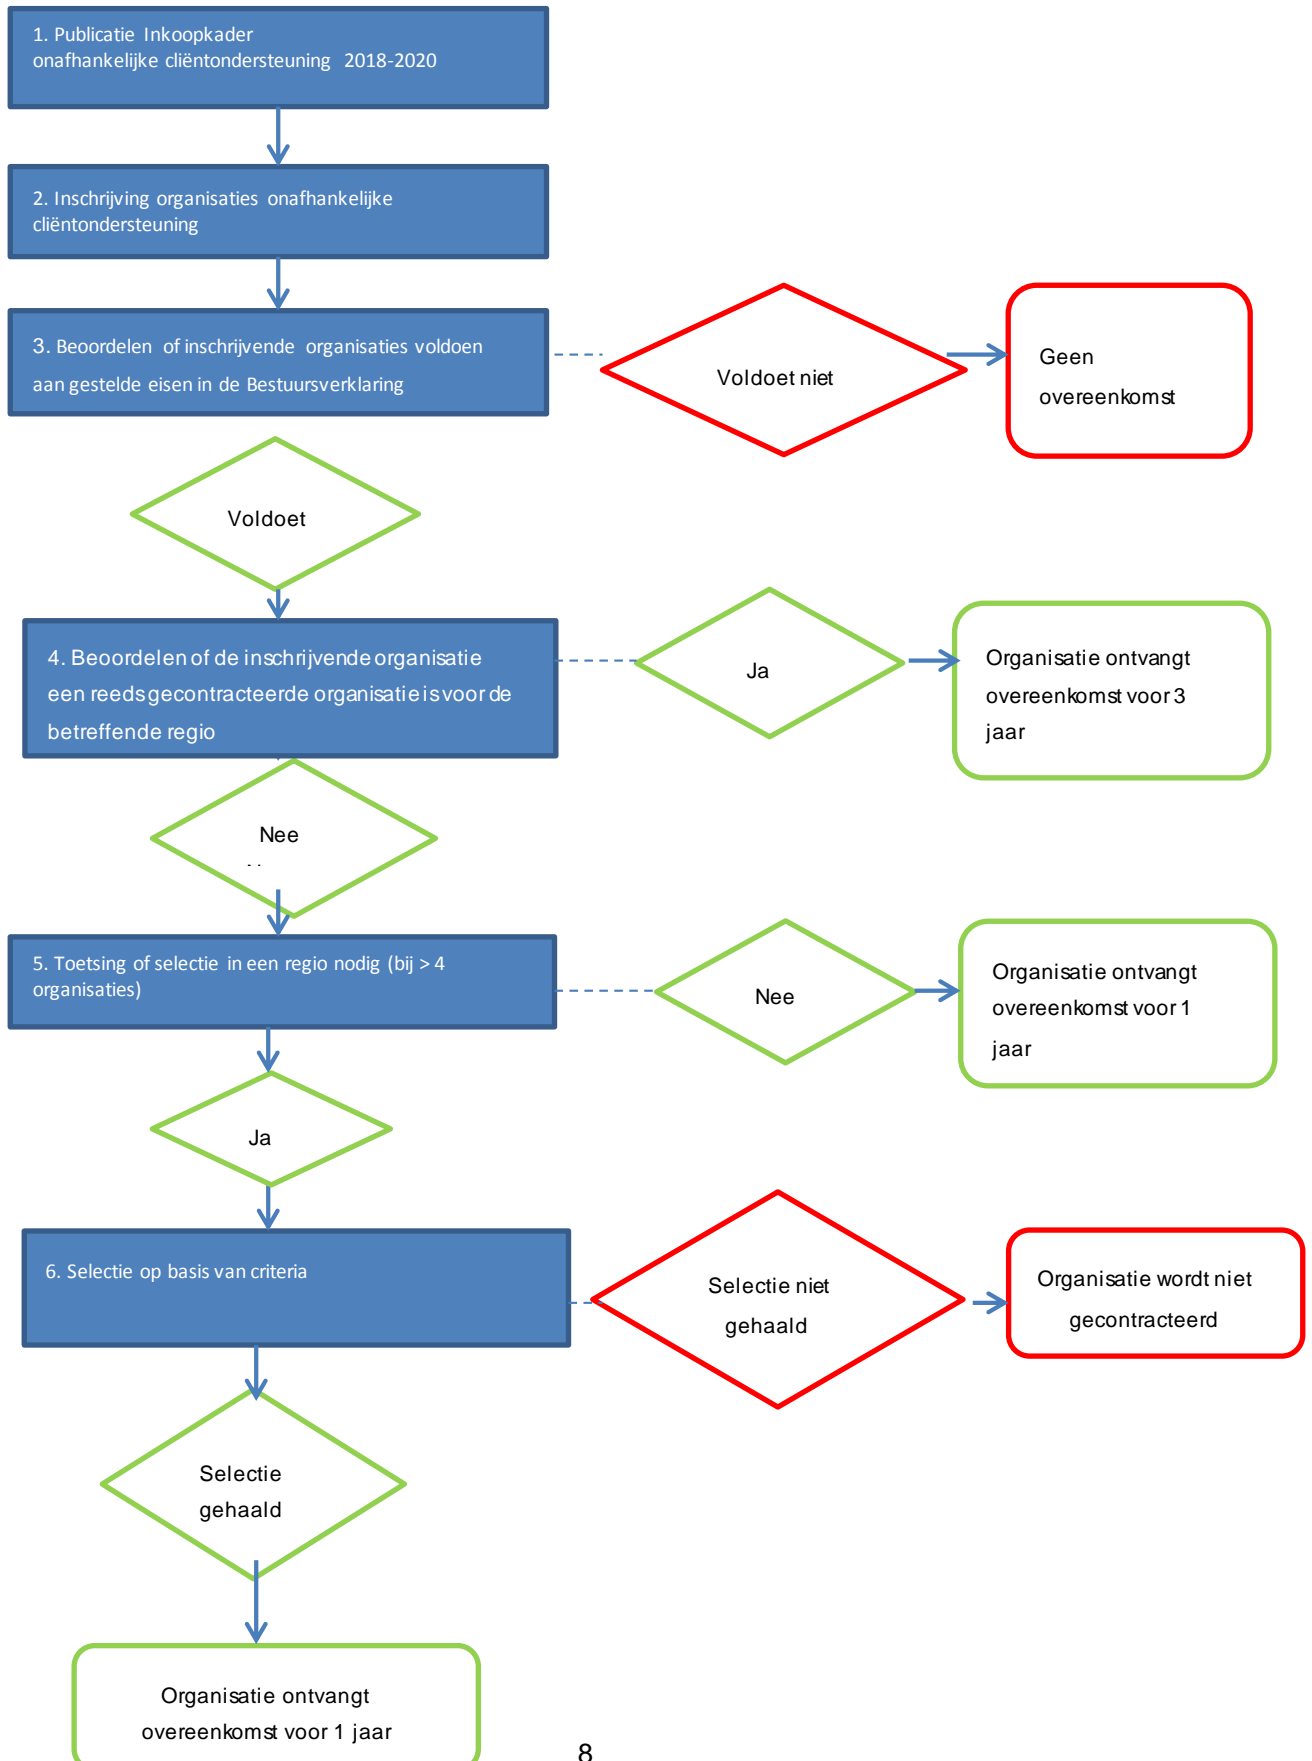 1. Publicatie Inkoopkader
onafhankelijke cliëntondersteuning 2018-2020
2. Inschrijving organisaties onafhankelijke
cliëntondersteuning
3. Beoordelen of inschrijvende organisaties voldoen
aan gestelde eisen in de Bestuursverklaring
Voldoet niet
Geen
overeenkomst
Voldoet
4. Beoordelen of de inschrijvende organisatie
een reeds gecontracteerde organisatie is voor de
betreffende regio
Ja
Organisatie ontvangt
overeenkomst voor 3
jaar
Nee
5. Toetsing of selectie in een regio nodig (bij > 4
organisaties)
Nee
Organisatie ontvangt
overeenkomst voor 1
jaar
Ja
6. Selectie op basis van criteria
Selectie niet
gehaald
Organisatie wordt niet
gecontracteerd
Selectie
gehaald
Organisatie ontvangt
overeenkomst voor 1 jaar
8